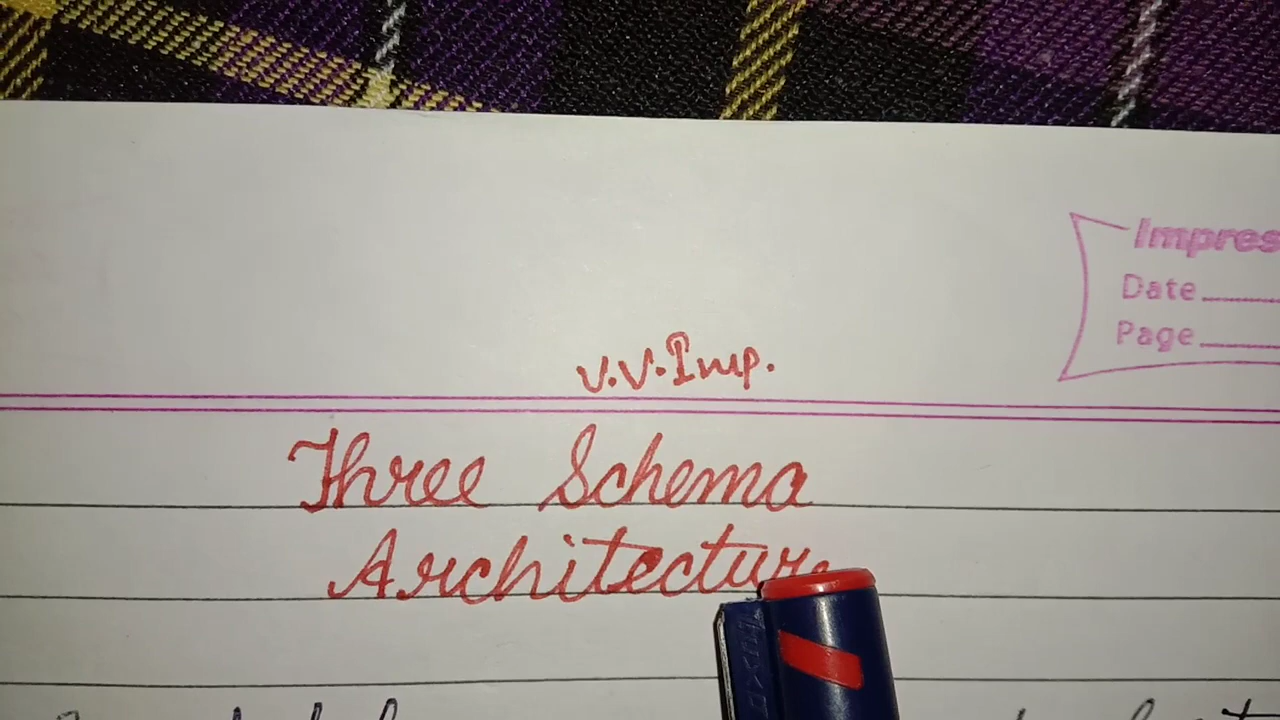 Impres
Date
Page
V.V.Imp.
Three Schema
Architecture